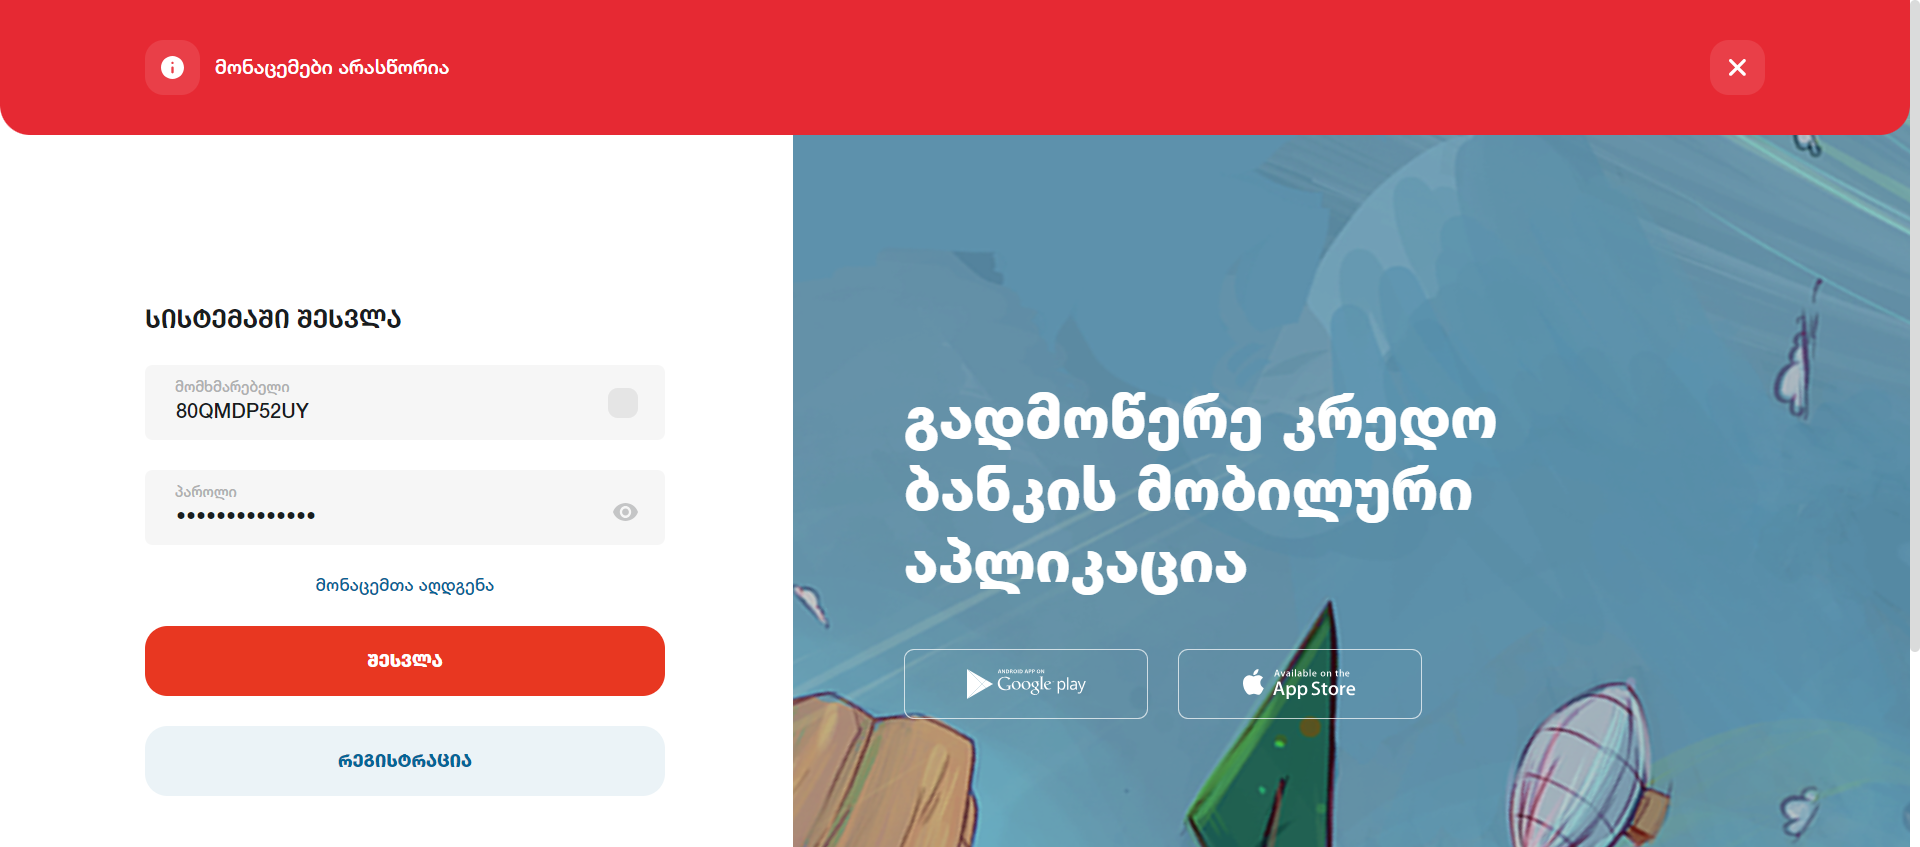 მონაცემები არასწორია
სისტემაში შესვლა
მომხმარებელი
80QMDP52UY
პაროლი
••••••••••••••
მონაცემთა აღდგენა
შესვლა
რეგისტრაცია
გადმოწერე კრედო
ბანკის მობილური
აპლიკაცია
ANDROID APP ON
Google play
Available on the
App Store